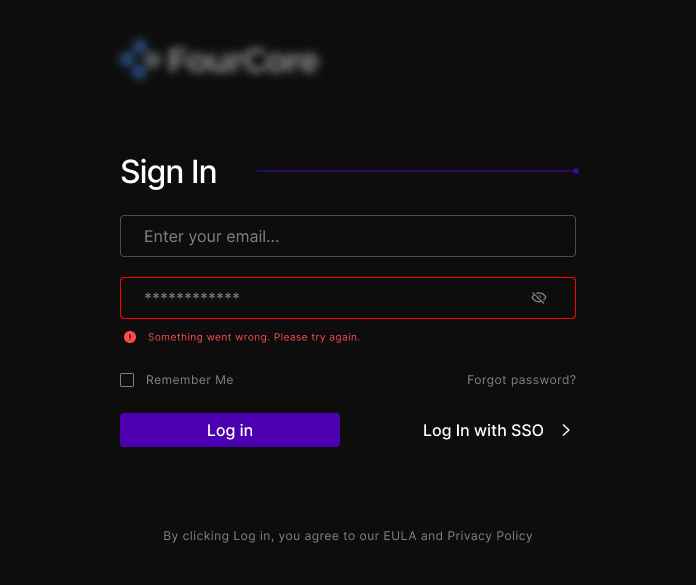 FourCore
Sign In
Enter your email...
************
Something went wrong. Please try again.
Remember Me
Forgot password?
Log in
Log In with SSO
By clicking Log in, you agree to our EULA and Privacy Policy